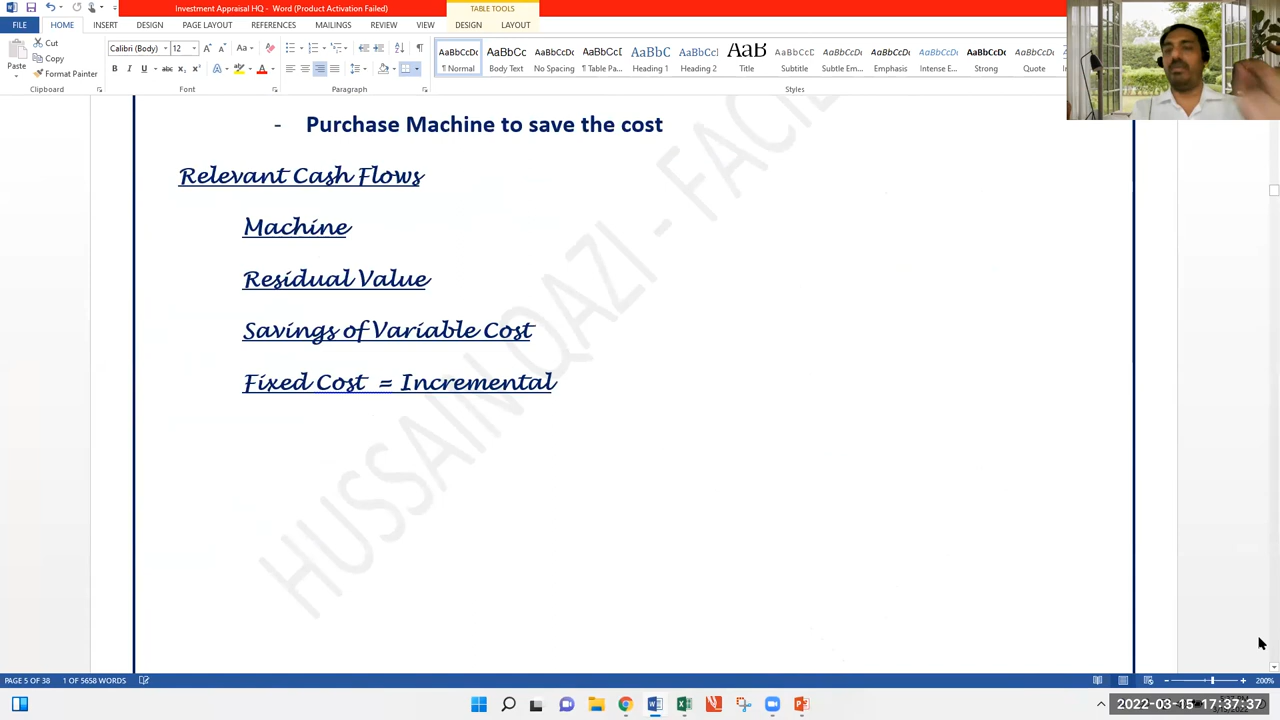 Investment Appraisal HQ - Word (Product Activation Failed)
TABLE TOOLS
FILE HOME INSERT DESIGN PAGE LAYOUT REFERENCES MAILINGS REVIEW VIEW DESIGN LAYOUT
Paste
Cut
Copy
Format Painter
Calibri (Body) 12
AaBbCcDc AaBbCc AaBbCcDc AaBbCcD AaBbC AaBbCc AaB AaBbCcD AaBbCcDc AaBbCcDc AaBbCcDc AaBbCcDc
¶ Normal Body Text No Spacing ¶ Table Pa... Heading 1 Heading 2 Title Subtitle Subtle Em... Emphasis Intense E... Strong Quote
Clipboard Font Paragraph Styles
- Purchase Machine to save the cost
Relevant Cash Flows
Machine
Residual Value
Savings of Variable Cost
Fixed Cost = Incremental
HUSSAIN QAZI - FACI
PAGE 5 OF 38 1 OF 5658 WORDS 200%
2022-03-15 17:37:37